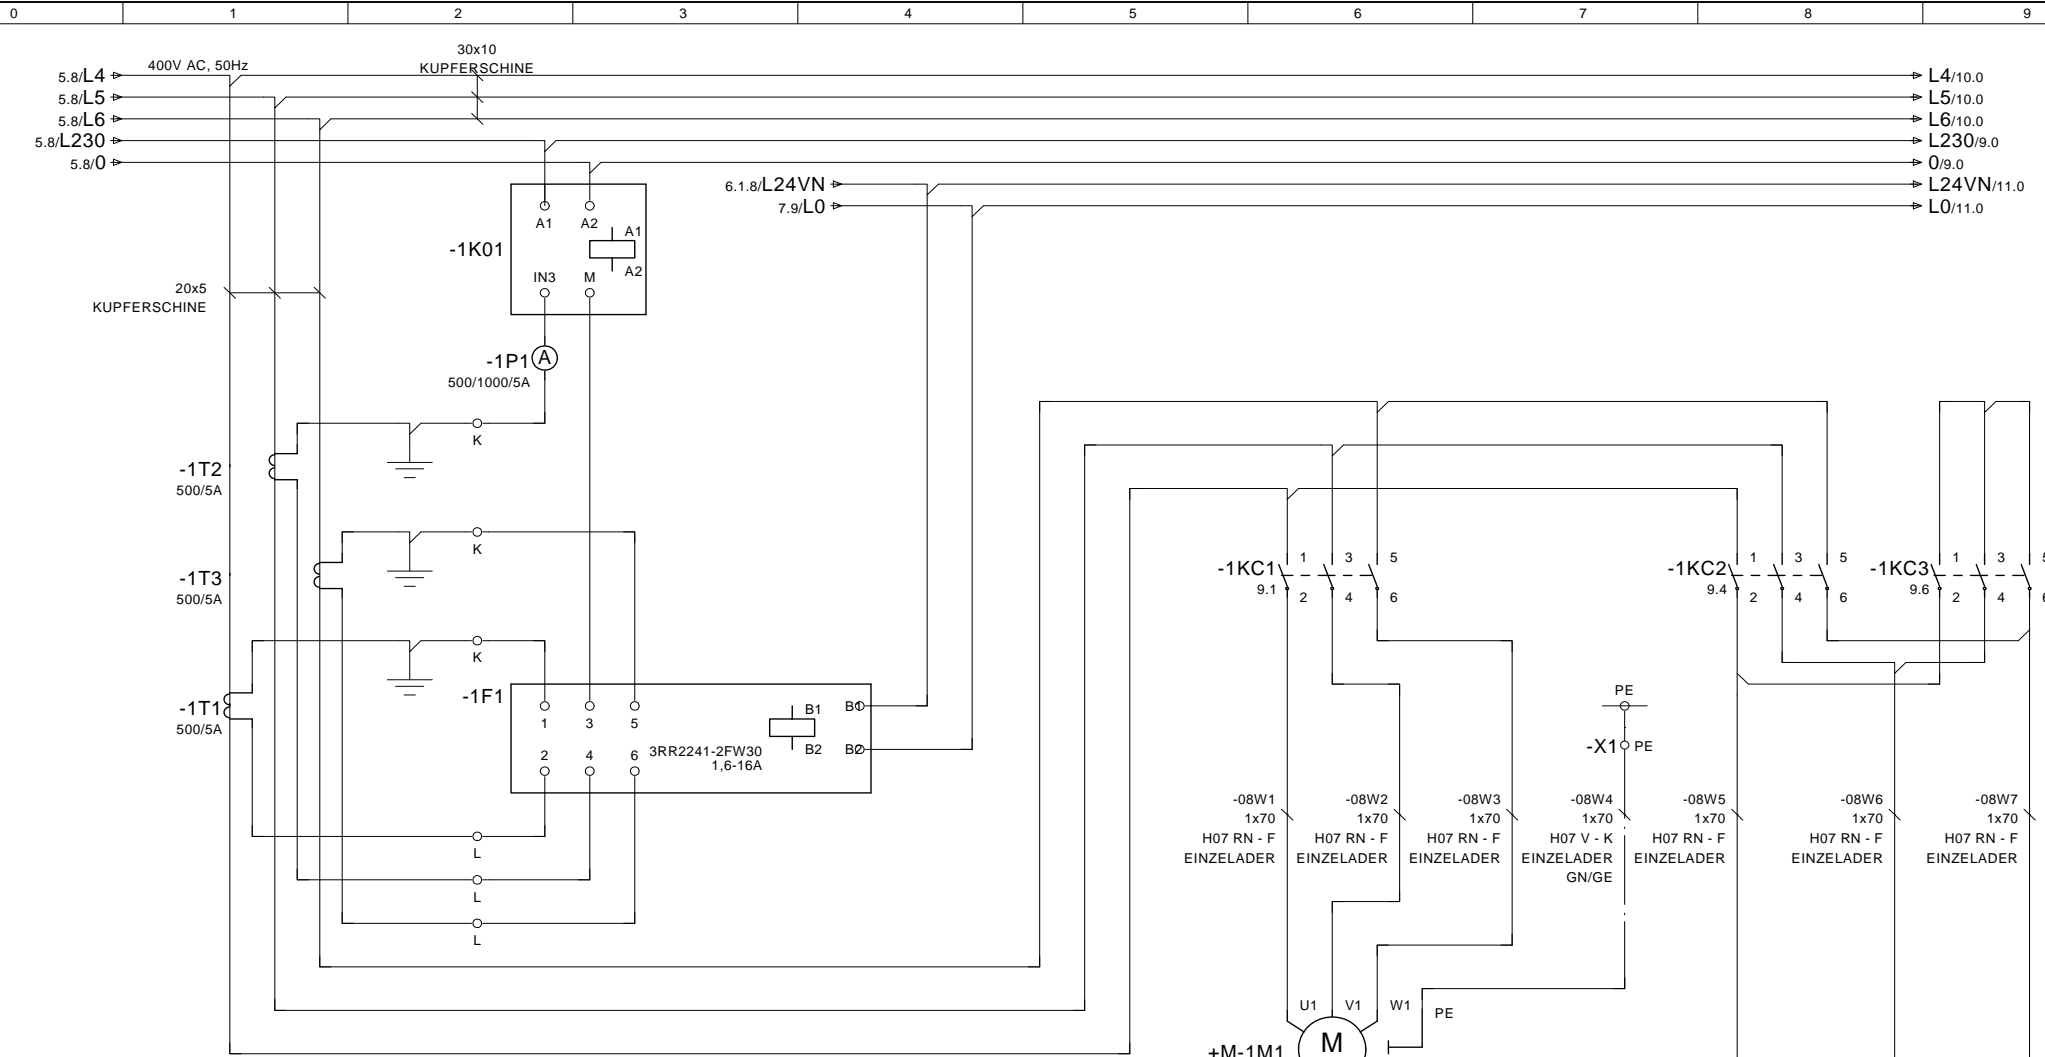 0 1 2 3 4 5 6 7 8 9
400V AC, 50Hz
30x10
KUPFERSCHINE
5.8/L4
5.8/L5
5.8/L6
5.8/L230
5.8/0
L4/10.0
L5/10.0
L6/10.0
L230/9.0
0/9.0
L24VN/11.0
L0/11.0
6.1.8/L24VN
7.9/L0
A1 A2
-1K01
A1
A2
IN3 M
20x5
KUPFERSCHINE
-1P1 A
500/1000/5A
K
-1T2
500/5A
K
-1T3
500/5A
K
-1T1
500/5A
-1F1
1 3 5
2 4 6
3RR2241-2FW30
1,6-16A
B1
B2
B1
B2
L
L
L
-1KC1
9.1
1 3 5
2 4 6
-1KC2
9.4
1 3 5
2 4 6
-1KC3
9.6
1 3 5
2 4 6
PE
-X1 PE
-08W1
1x70
H07 RN - F
EINZELADER
-08W2
1x70
H07 RN - F
EINZELADER
-08W3
1x70
H07 RN - F
EINZELADER
-08W4
1x70
H07 V - K
EINZELADER
GN/GE
-08W5
1x70
H07 RN - F
EINZELADER
-08W6
1x70
H07 RN - F
EINZELADER
-08W7
1x70
H07 RN - F
EINZELADER
U1 V1 W1 PE
+M-1M1 M